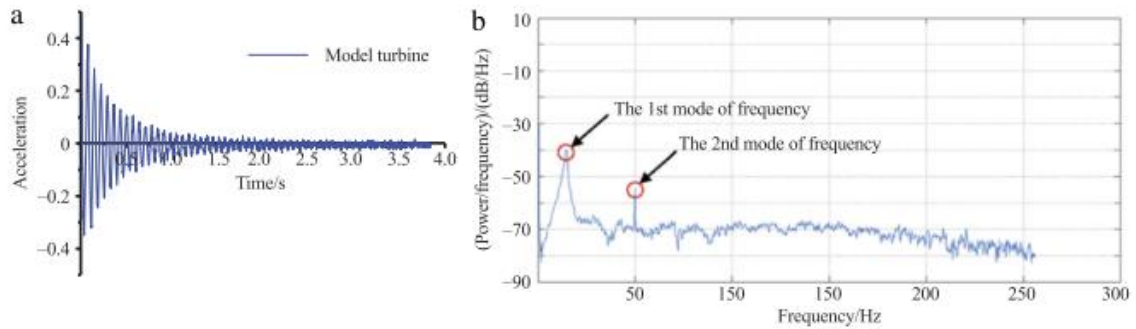 a
0.4
0.2
0
−0.2
−0.4
Acceleration
Model turbine
0.5 1.0 1.5 2.0 2.5 3.0 3.5 4.0
Time/s
b
10
−10
−30
−50
−70
−90
(Power/frequency)/(dB/Hz)
The 1st mode of frequency
The 2nd mode of frequency
50 150 150 200 250 300
Frequency/Hz